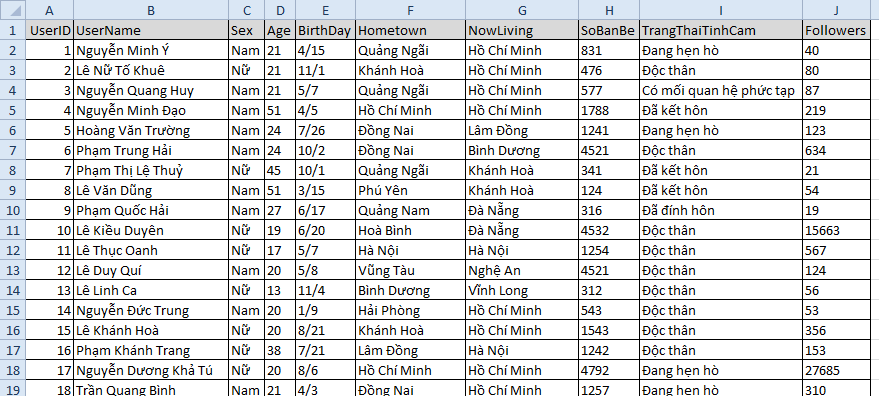 A B C D E F G H I J
1 UserID UserName Sex Age BirthDay Hometown NowLiving SoBanBe TrangThaiTinhCam Followers
2 1 Nguyễn Minh Ý Nam 21 4/15 Quảng Ngãi Hồ Chí Minh 831 Đang hẹn hò 40
3 2 Lê Nữ Tố Khuê Nữ 21 11/1 Khánh Hoà Hồ Chí Minh 476 Độc thân 80
4 3 Nguyễn Quang Huy Nam 21 5/7 Quảng Ngãi Hồ Chí Minh 577 Có mối quan hệ phức tạp 87
5 4 Nguyễn Minh Đạo Nam 51 4/5 Hồ Chí Minh Hồ Chí Minh 1788 Đã kết hôn 219
6 5 Hoàng Văn Trường Nam 24 7/26 Đồng Nai Lâm Đồng 1241 Đang hẹn hò 123
7 6 Phạm Trung Hải Nam 24 10/2 Đồng Nai Bình Dương 4521 Độc thân 634
8 7 Phạm Thị Lệ Thuỷ Nữ 45 10/1 Quảng Ngãi Khánh Hoà 341 Đã kết hôn 21
9 8 Lê Văn Dũng Nam 51 3/15 Phú Yên Khánh Hoà 124 Đã kết hôn 54
10 9 Phạm Quốc Hải Nam 27 6/17 Quảng Nam Đà Nẵng 316 Đã đính hôn 19
11 10 Lê Kiều Duyên Nữ 19 6/20 Hoà Bình Đà Nẵng 4532 Độc thân 15663
12 11 Lê Thục Oanh Nữ 17 5/7 Hà Nội Hà Nội 1254 Độc thân 567
13 12 Lê Duy Quí Nam 20 5/8 Vũng Tàu Nghệ An 4521 Độc thân 124
14 13 Lê Linh Ca Nữ 13 11/4 Bình Dương Vĩnh Long 312 Độc thân 56
15 14 Nguyễn Đức Trung Nam 20 1/9 Hải Phòng Hồ Chí Minh 543 Độc thân 53
16 15 Lê Khánh Hoà Nữ 20 8/21 Khánh Hoà Hồ Chí Minh 1543 Độc thân 356
17 16 Phạm Khánh Trang Nữ 38 7/21 Lâm Đồng Hà Nội 1242 Độc thân 153
18 17 Nguyễn Dương Khả Tú Nữ 20 8/6 Hồ Chí Minh Hồ Chí Minh 4792 Đang hẹn hò 27685
19 18 Trần Quang Bình Nam 21 4/3 Đồng Nai Hồ Chí Minh 1257 Đang hẹn hò 310